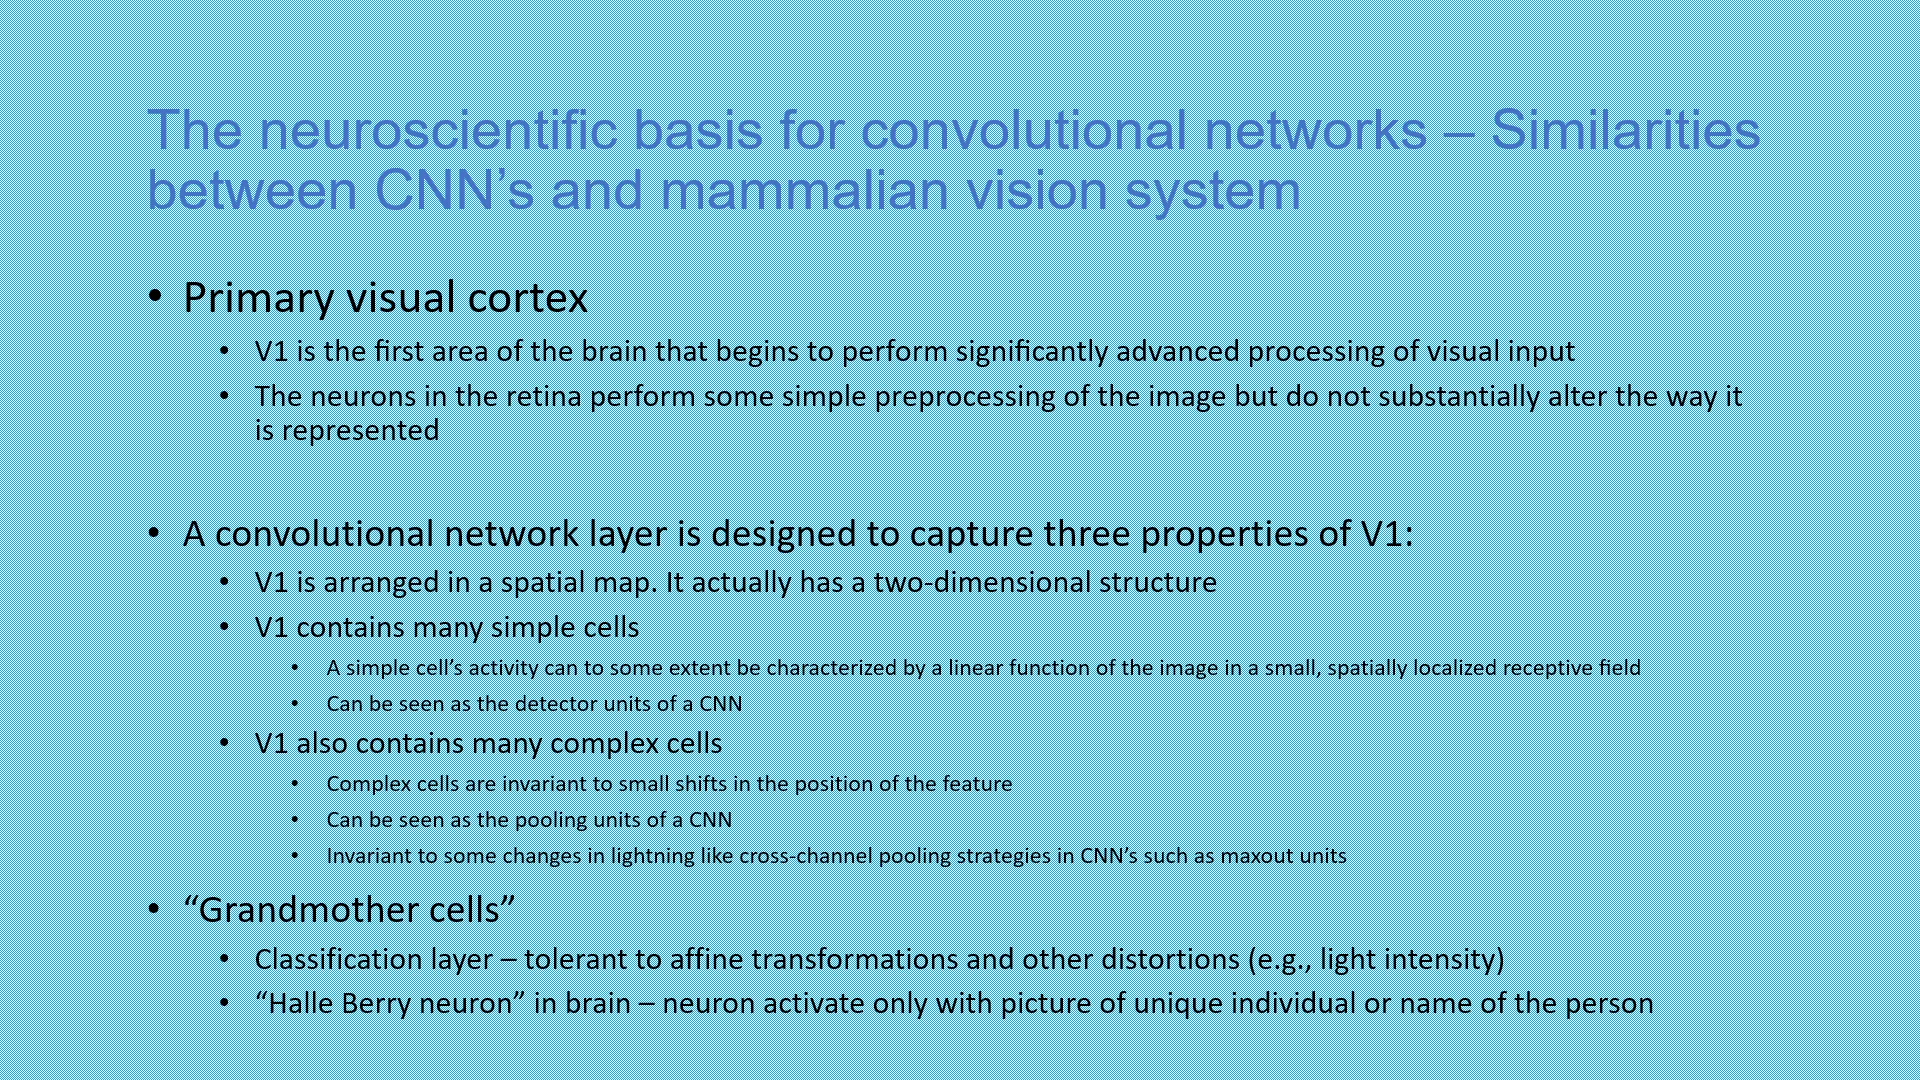 The neuroscientific basis for convolutional networks – Similarities
between CNN’s and mammalian vision system
• Primary visual cortex
• V1 is the first area of the brain that begins to perform significantly advanced processing of visual input
• The neurons in the retina perform some simple preprocessing of the image but do not substantially alter the way it
is represented
• A convolutional network layer is designed to capture three properties of V1:
• V1 is arranged in a spatial map. It actually has a two-dimensional structure
• V1 contains many simple cells
• A simple cell’s activity can to some extent be characterized by a linear function of the image in a small, spatially localized receptive field
• Can be seen as the detector units of a CNN
• V1 also contains many complex cells
• Complex cells are invariant to small shifts in the position of the feature
• Can be seen as the pooling units of a CNN
• Invariant to some changes in lightning like cross-channel pooling strategies in CNN’s such as maxout units
• “Grandmother cells”
• Classification layer – tolerant to affine transformations and other distortions (e.g., light intensity)
• “Halle Berry neuron” in brain – neuron activate only with picture of unique individual or name of the person